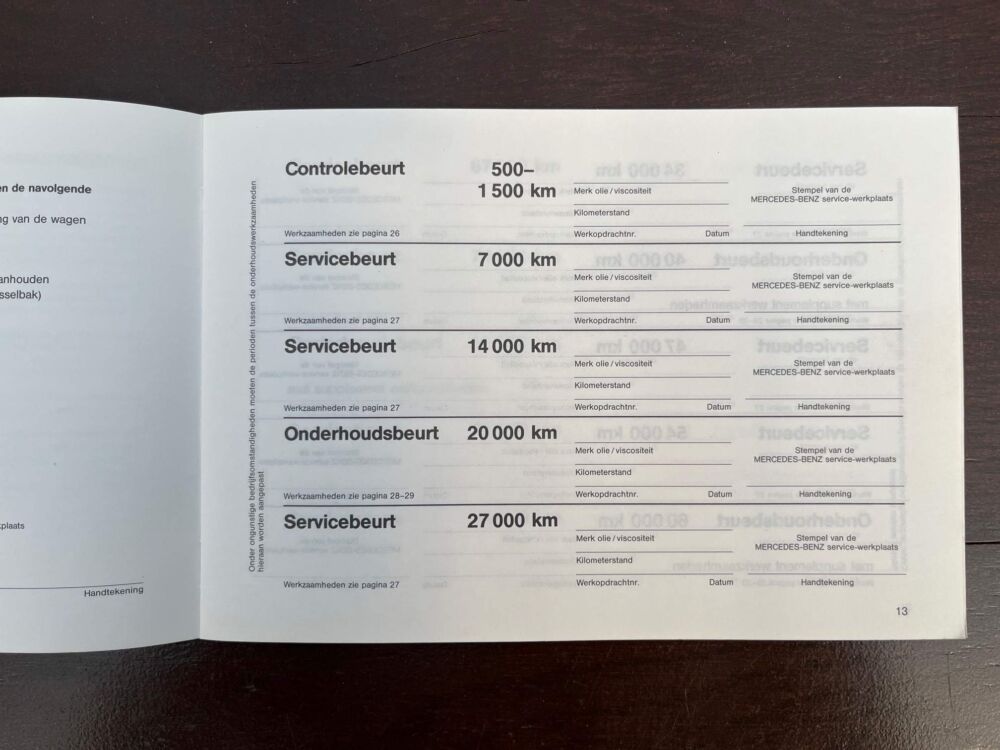 en de navolgende
ng van de wagen
anhouden
sselbak)
plaats
Handtekening
Onder ongunstige bedrijfsomstandigheden moeten de perioden tussen de onderhoudswerkzaamheden
hieraan worden aangepast
Controlebeurt 500–
1 500 km
Merk olie / viscositeit
Stempel van de
MERCEDES-BENZ service-werkplaats
Kilometerstand
Werkzaamheden zie pagina 26 Werkopdrachtnr. Datum Handtekening
Servicebeurt 7 000 km
Merk olie / viscositeit
Stempel van de
MERCEDES-BENZ service-werkplaats
Kilometerstand
Werkzaamheden zie pagina 27 Werkopdrachtnr. Datum Handtekening
Servicebeurt 14 000 km
Merk olie / viscositeit
Stempel van de
MERCEDES-BENZ service-werkplaats
Kilometerstand
Werkzaamheden zie pagina 27 Werkopdrachtnr. Datum Handtekening
Onderhoudsbeurt 20 000 km
Merk olie / viscositeit
Stempel van de
MERCEDES-BENZ service-werkplaats
Kilometerstand
Werkzaamheden zie pagina 28–29 Werkopdrachtnr. Datum Handtekening
Servicebeurt 27 000 km
Merk olie / viscositeit
Stempel van de
MERCEDES-BENZ service-werkplaats
Kilometerstand
Werkzaamheden zie pagina 27 Werkopdrachtnr. Datum Handtekening
13